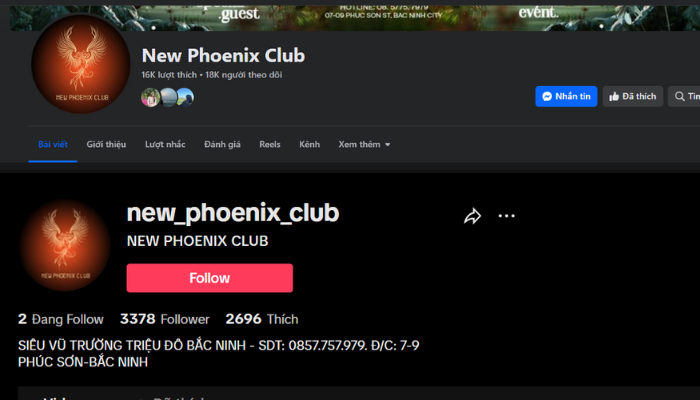 .guest
HOTLINE: 08. 5775. 7979
07-09 PHUC SON ST, BAC NINH CITY
event.
NEW PHOENIX CLUB
New Phoenix Club
16K lượt thích • 18K người theo dõi
Nhắn tin
Đã thích
Bài viết Giới thiệu Lượt nhắc Đánh giá Reels Kênh Xem thêm
NEW PHOENIX CLUB
new_phoenix_club
NEW PHOENIX CLUB
Follow
2 Đang Follow 3378 Follower 2696 Thích
SIÊU VŨ TRƯỜNG TRIỆU ĐÔ BẮC NINH - SDT: 0857.757.979. Đ/C: 7-9
PHÚC SƠN-BẮC NINH